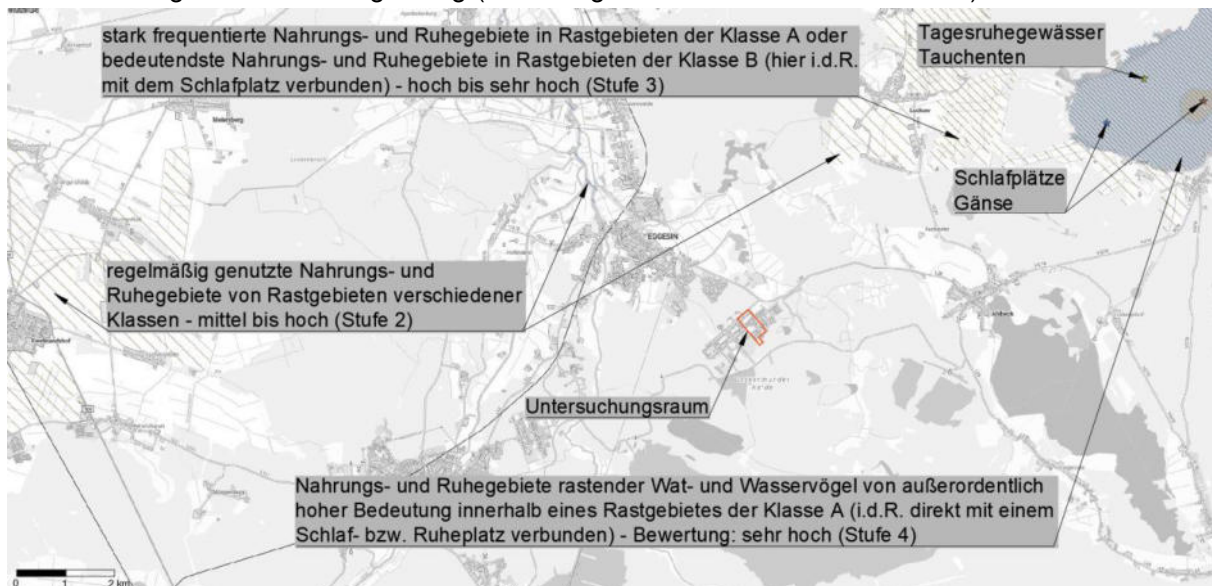 stark frequentierte Nahrungs- und Ruhegebiete in Rastgebieten der Klasse A oder
bedeutendste Nahrungs- und Ruhegebiete in Rastgebieten der Klasse B (hier i.d.R.
mit dem Schlafplatz verbunden) - hoch bis sehr hoch (Stufe 3)
Tagesruhegewässer
Tauchenten
Schlafplätze
Gänse
EGGESIN
regelmäßig genutzte Nahrungs- und
Ruhegebiete von Rastgebieten verschiedener
Klassen - mittel bis hoch (Stufe 2)
Untersuchungsraum
Nahrungs- und Ruhegebiete rastender Wat- und Wasservögel von außerordentlich
hoher Bedeutung innerhalb eines Rastgebietes der Klasse A (i.d.R. direkt mit einem
Schlaf- bzw. Ruheplatz verbunden) - Bewertung: sehr hoch (Stufe 4)
0 1 2 km